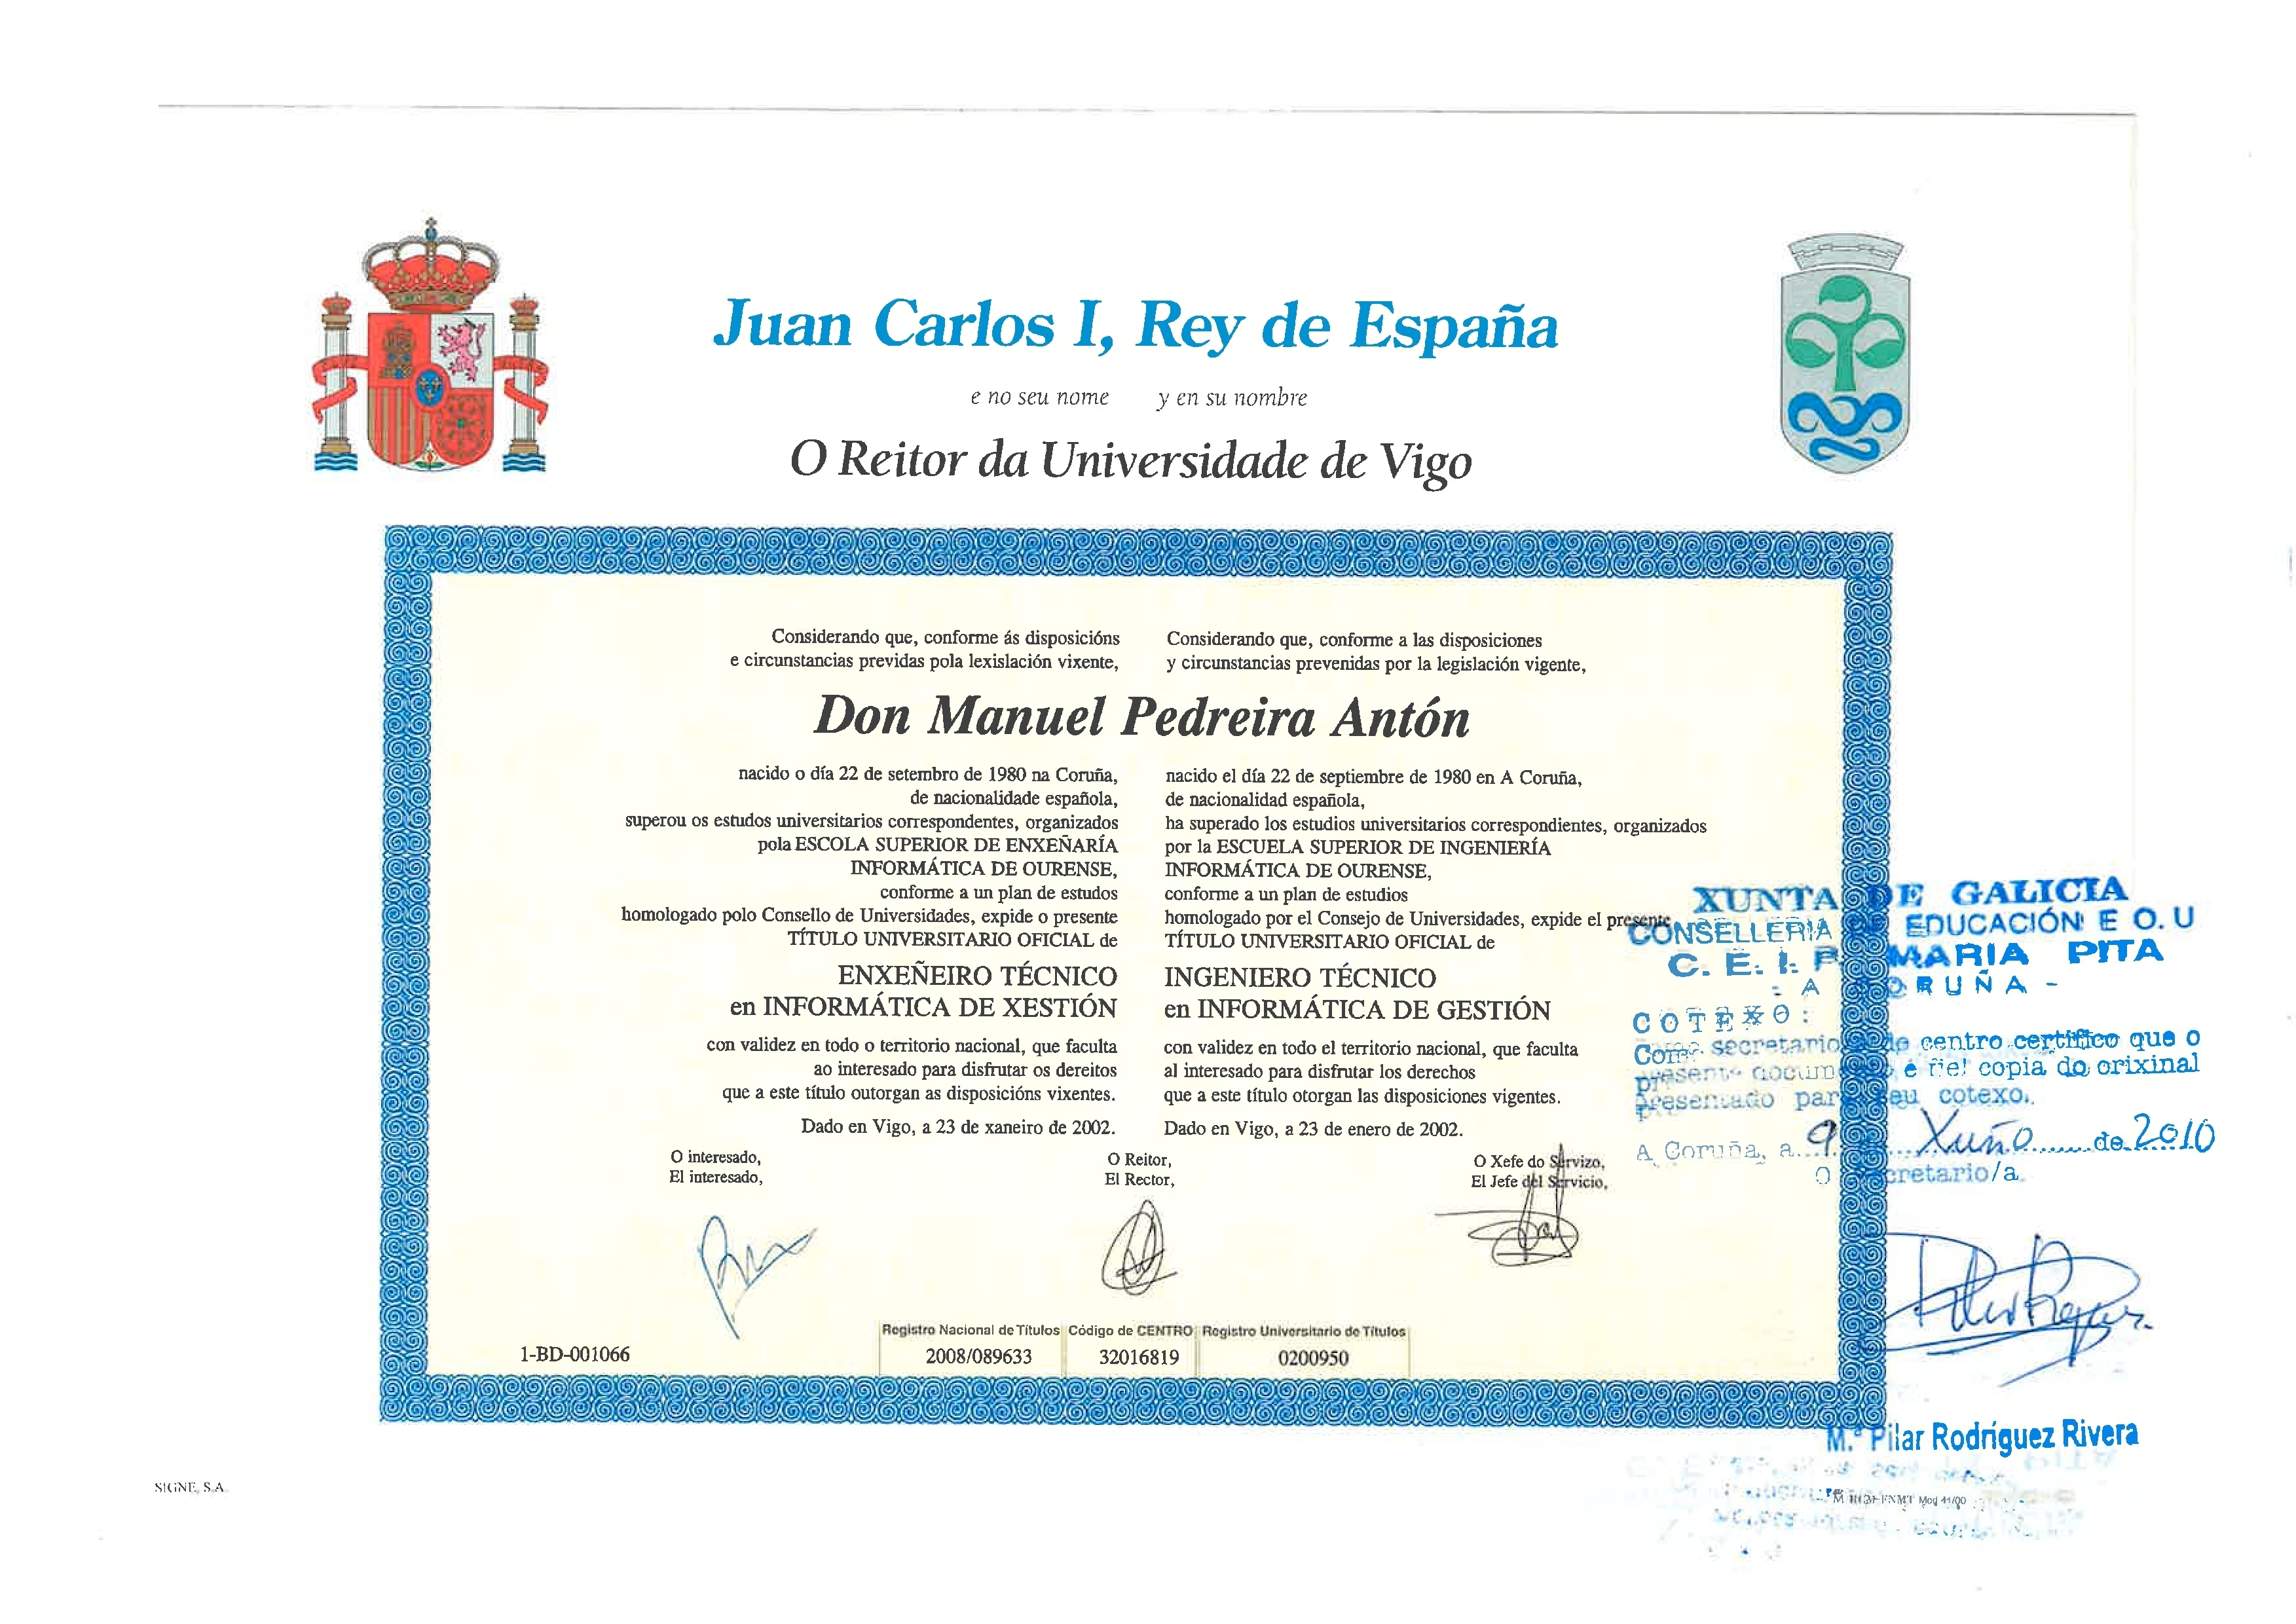 Juan Carlos I, Rey de España
e no seu nome y en su nombre
O Reitor da Universidade de Vigo
Considerando que, conforme ás disposicións
e circunstancias previdas pola lexislación vixente,
Considerando que, conforme a las disposiciones
y circunstancias prevenidas por la legislación vigente,
Don Manuel Pedreira Antón
nacido o día 22 de setembro de 1980 na Coruña,
de nacionalidade española,
superou os estudos universitarios correspondentes, organizados
pola ESCOLA SUPERIOR DE ENXEÑARÍA
INFORMÁTICA DE OURENSE,
conforme a un plan de estudos
homologado polo Consello de Universidades, expide o presente
TÍTULO UNIVERSITARIO OFICIAL de
ENXEÑEIRO TÉCNICO
en INFORMÁTICA DE XESTIÓN
con validez en todo o territorio nacional, que faculta
ao interesado para disfrutar os dereitos
que a este título outorgan as disposicións vixentes.
Dado en Vigo, a 23 de xaneiro de 2002.
nacido el día 22 de septiembre de 1980 en A Coruña,
de nacionalidad española,
ha superado los estudios universitarios correspondientes, organizados
por la ESCUELA SUPERIOR DE INGENIERÍA
INFORMÁTICA DE OURENSE,
conforme a un plan de estudios
homologado por el Consejo de Universidades, expide el presente
TÍTULO UNIVERSITARIO OFICIAL de
INGENIERO TÉCNICO
en INFORMÁTICA DE GESTIÓN
con validez en todo el territorio nacional, que faculta
al interesado para disfrutar los derechos
que a este título otorgan las disposiciones vigentes.
Dado en Vigo, a 23 de enero de 2002.
O interesado,
El interesado,
O Reitor,
El Rector,
O Xefe do Servizo,
El Jefe del Servicio,
XUNTA DE GALICIA
CONSELLERIA DE EDUCACIÓN E O. U
C. E. I. P. MARIA PITA
- A CORUÑA -
COTEXO:
Como secretario de centro certifico que o
presente documento é fiel copia do orixinal
presentado para seu cotexo.
A Coruña, a 9 Xuño de 2010
O secretario/a
M.ª Pilar Rodríguez Rivera
1-BD-001066
Registro Nacional de Títulos Código de CENTRO Registro Universitario de Títulos
2008/089633 32016819 0200950
SIGNE, S.A.